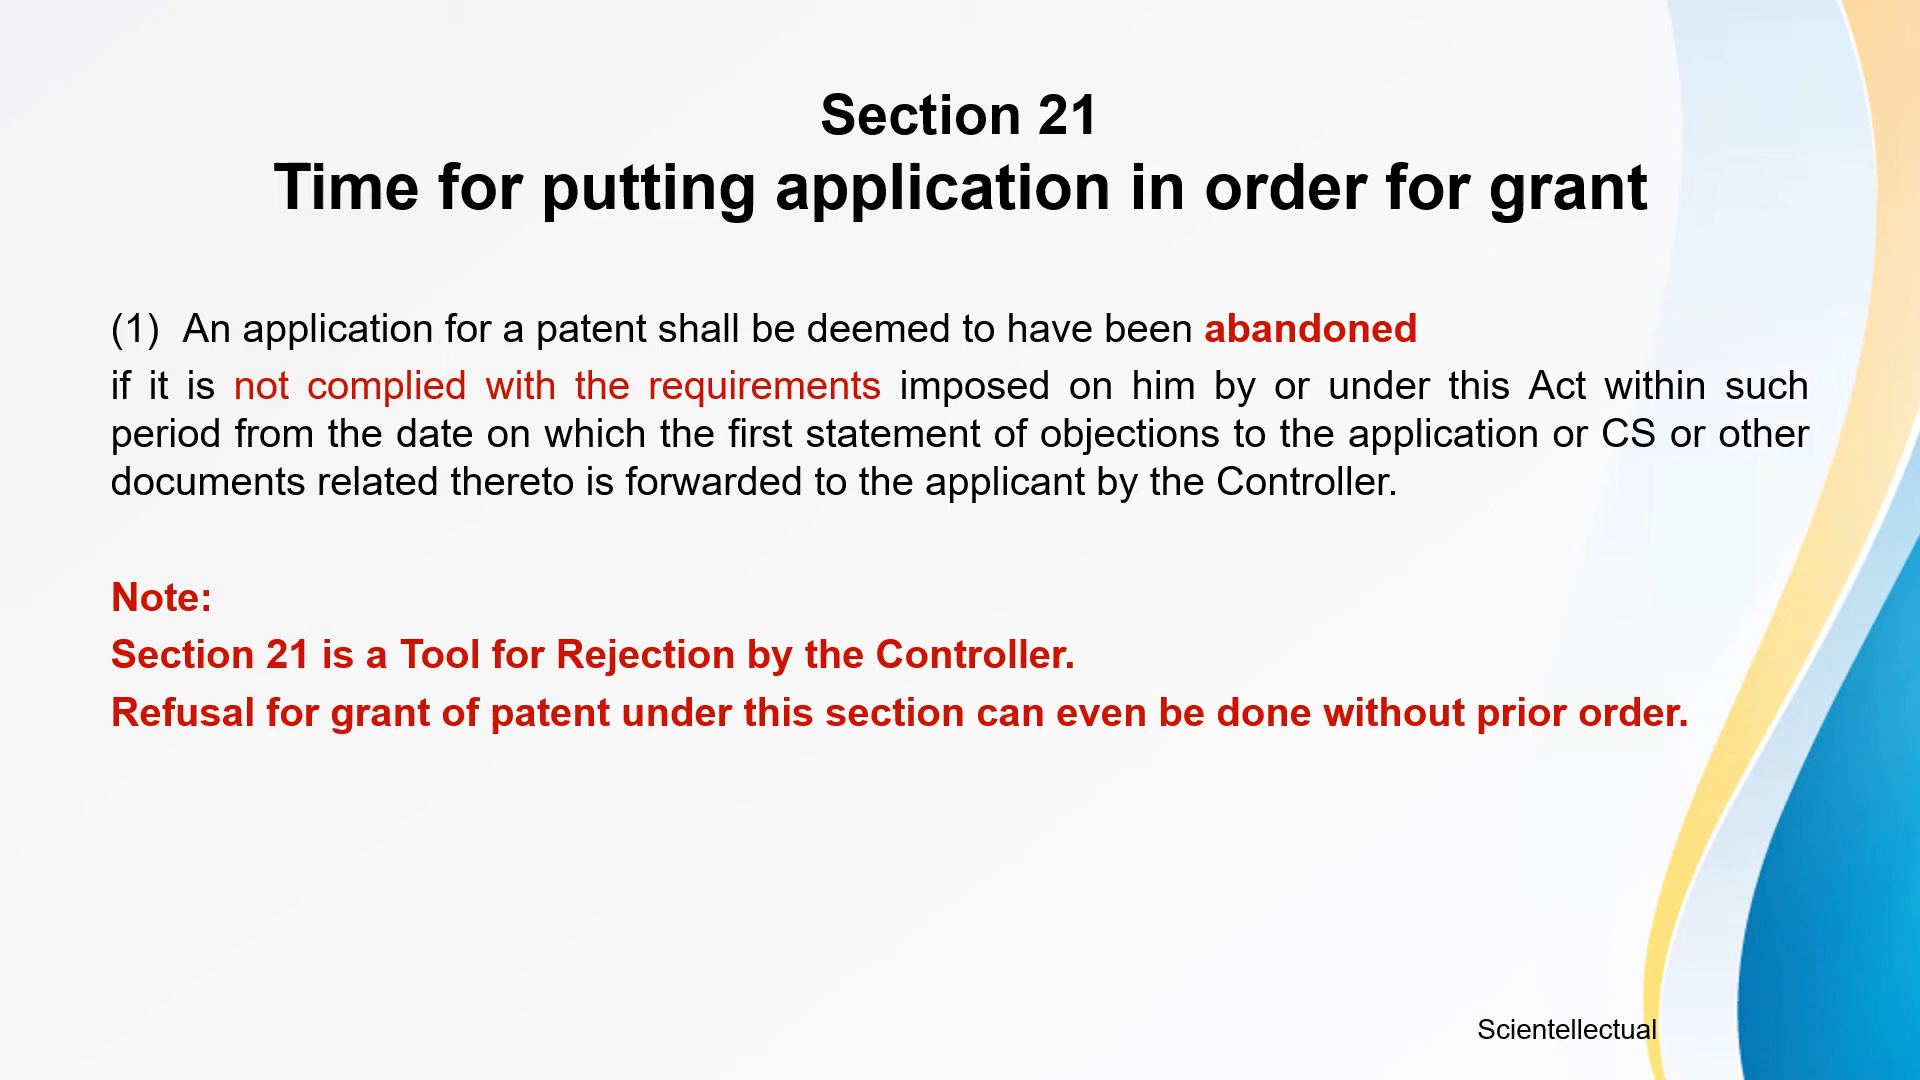 Section 21
Time for putting application in order for grant
(1) An application for a patent shall be deemed to have been abandoned
if it is not complied with the requirements imposed on him by or under this Act within such
period from the date on which the first statement of objections to the application or CS or other
documents related thereto is forwarded to the applicant by the Controller.
Note:
Section 21 is a Tool for Rejection by the Controller.
Refusal for grant of patent under this section can even be done without prior order.
Scientellectual